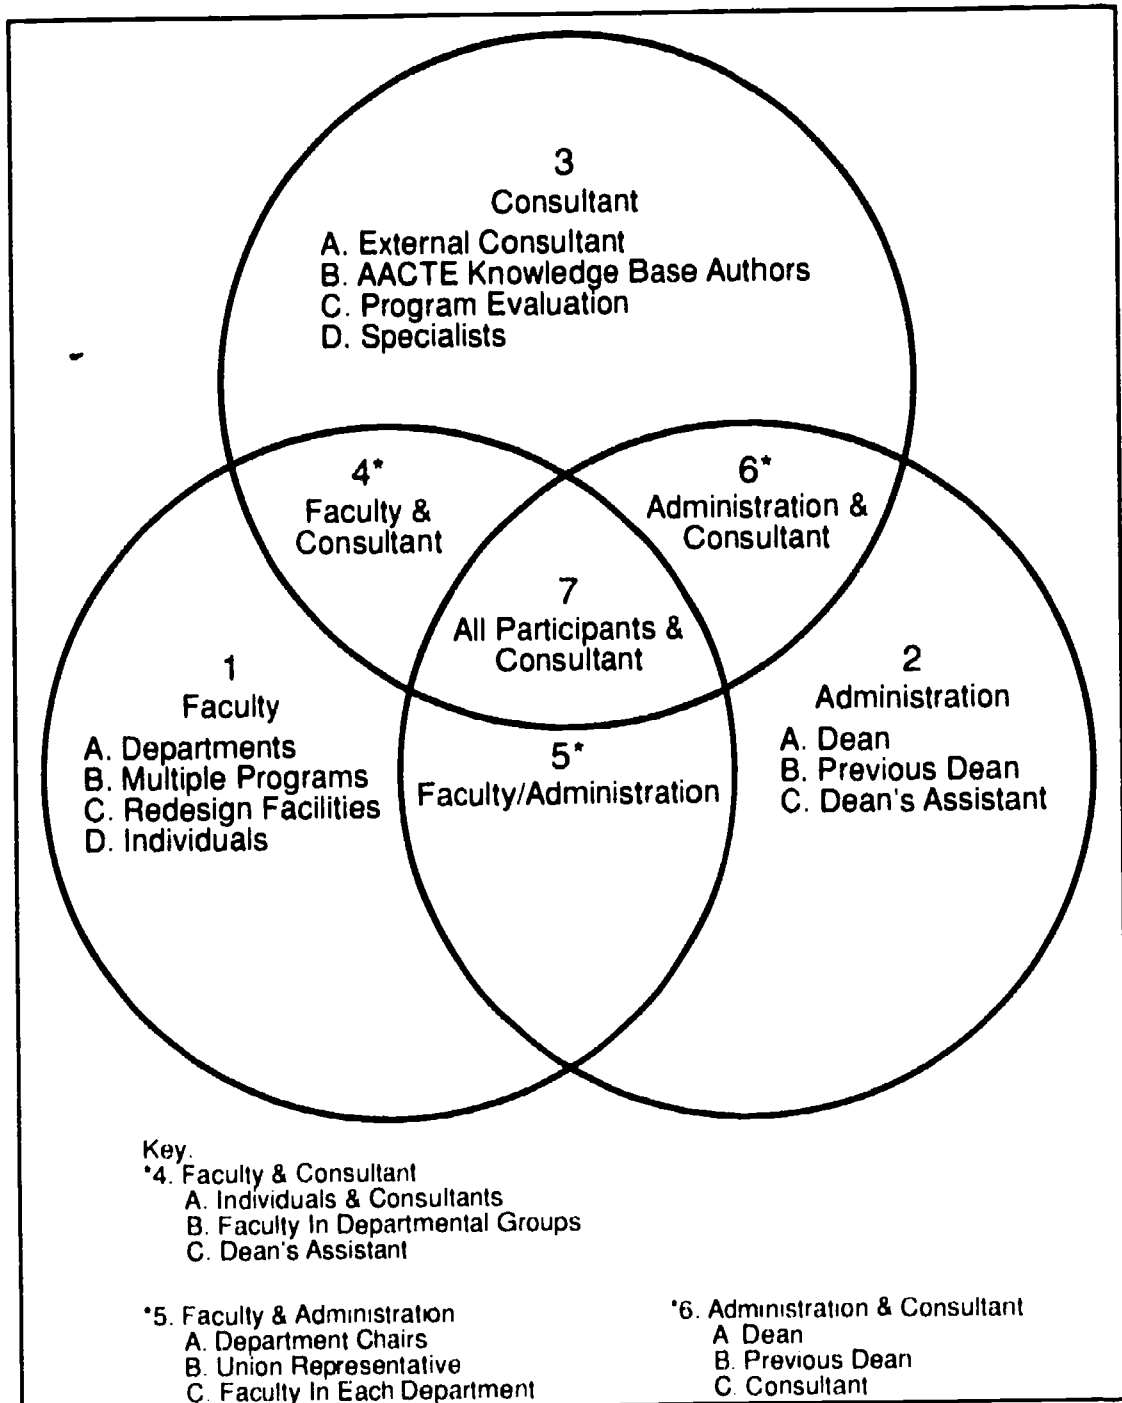 3
Consultant
A. External Consultant
B. AACTE Knowledge Base Authors
C. Program Evaluation
D. Specialists
4*
Faculty &
Consultant
6*
Administration &
Consultant
7
All Participants &
Consultant
1
Faculty
A. Departments
B. Multiple Programs
C. Redesign Facilities
D. Individuals
2
Administration
A. Dean
B. Previous Dean
C. Dean's Assistant
5*
Faculty/Administration
Key.
*4. Faculty & Consultant
A. Individuals & Consultants
B. Faculty In Departmental Groups
C. Dean's Assistant
*5. Faculty & Administration
A. Department Chairs
B. Union Representative
C. Faculty In Each Department
*6. Administration & Consultant
A Dean
B. Previous Dean
C. Consultant